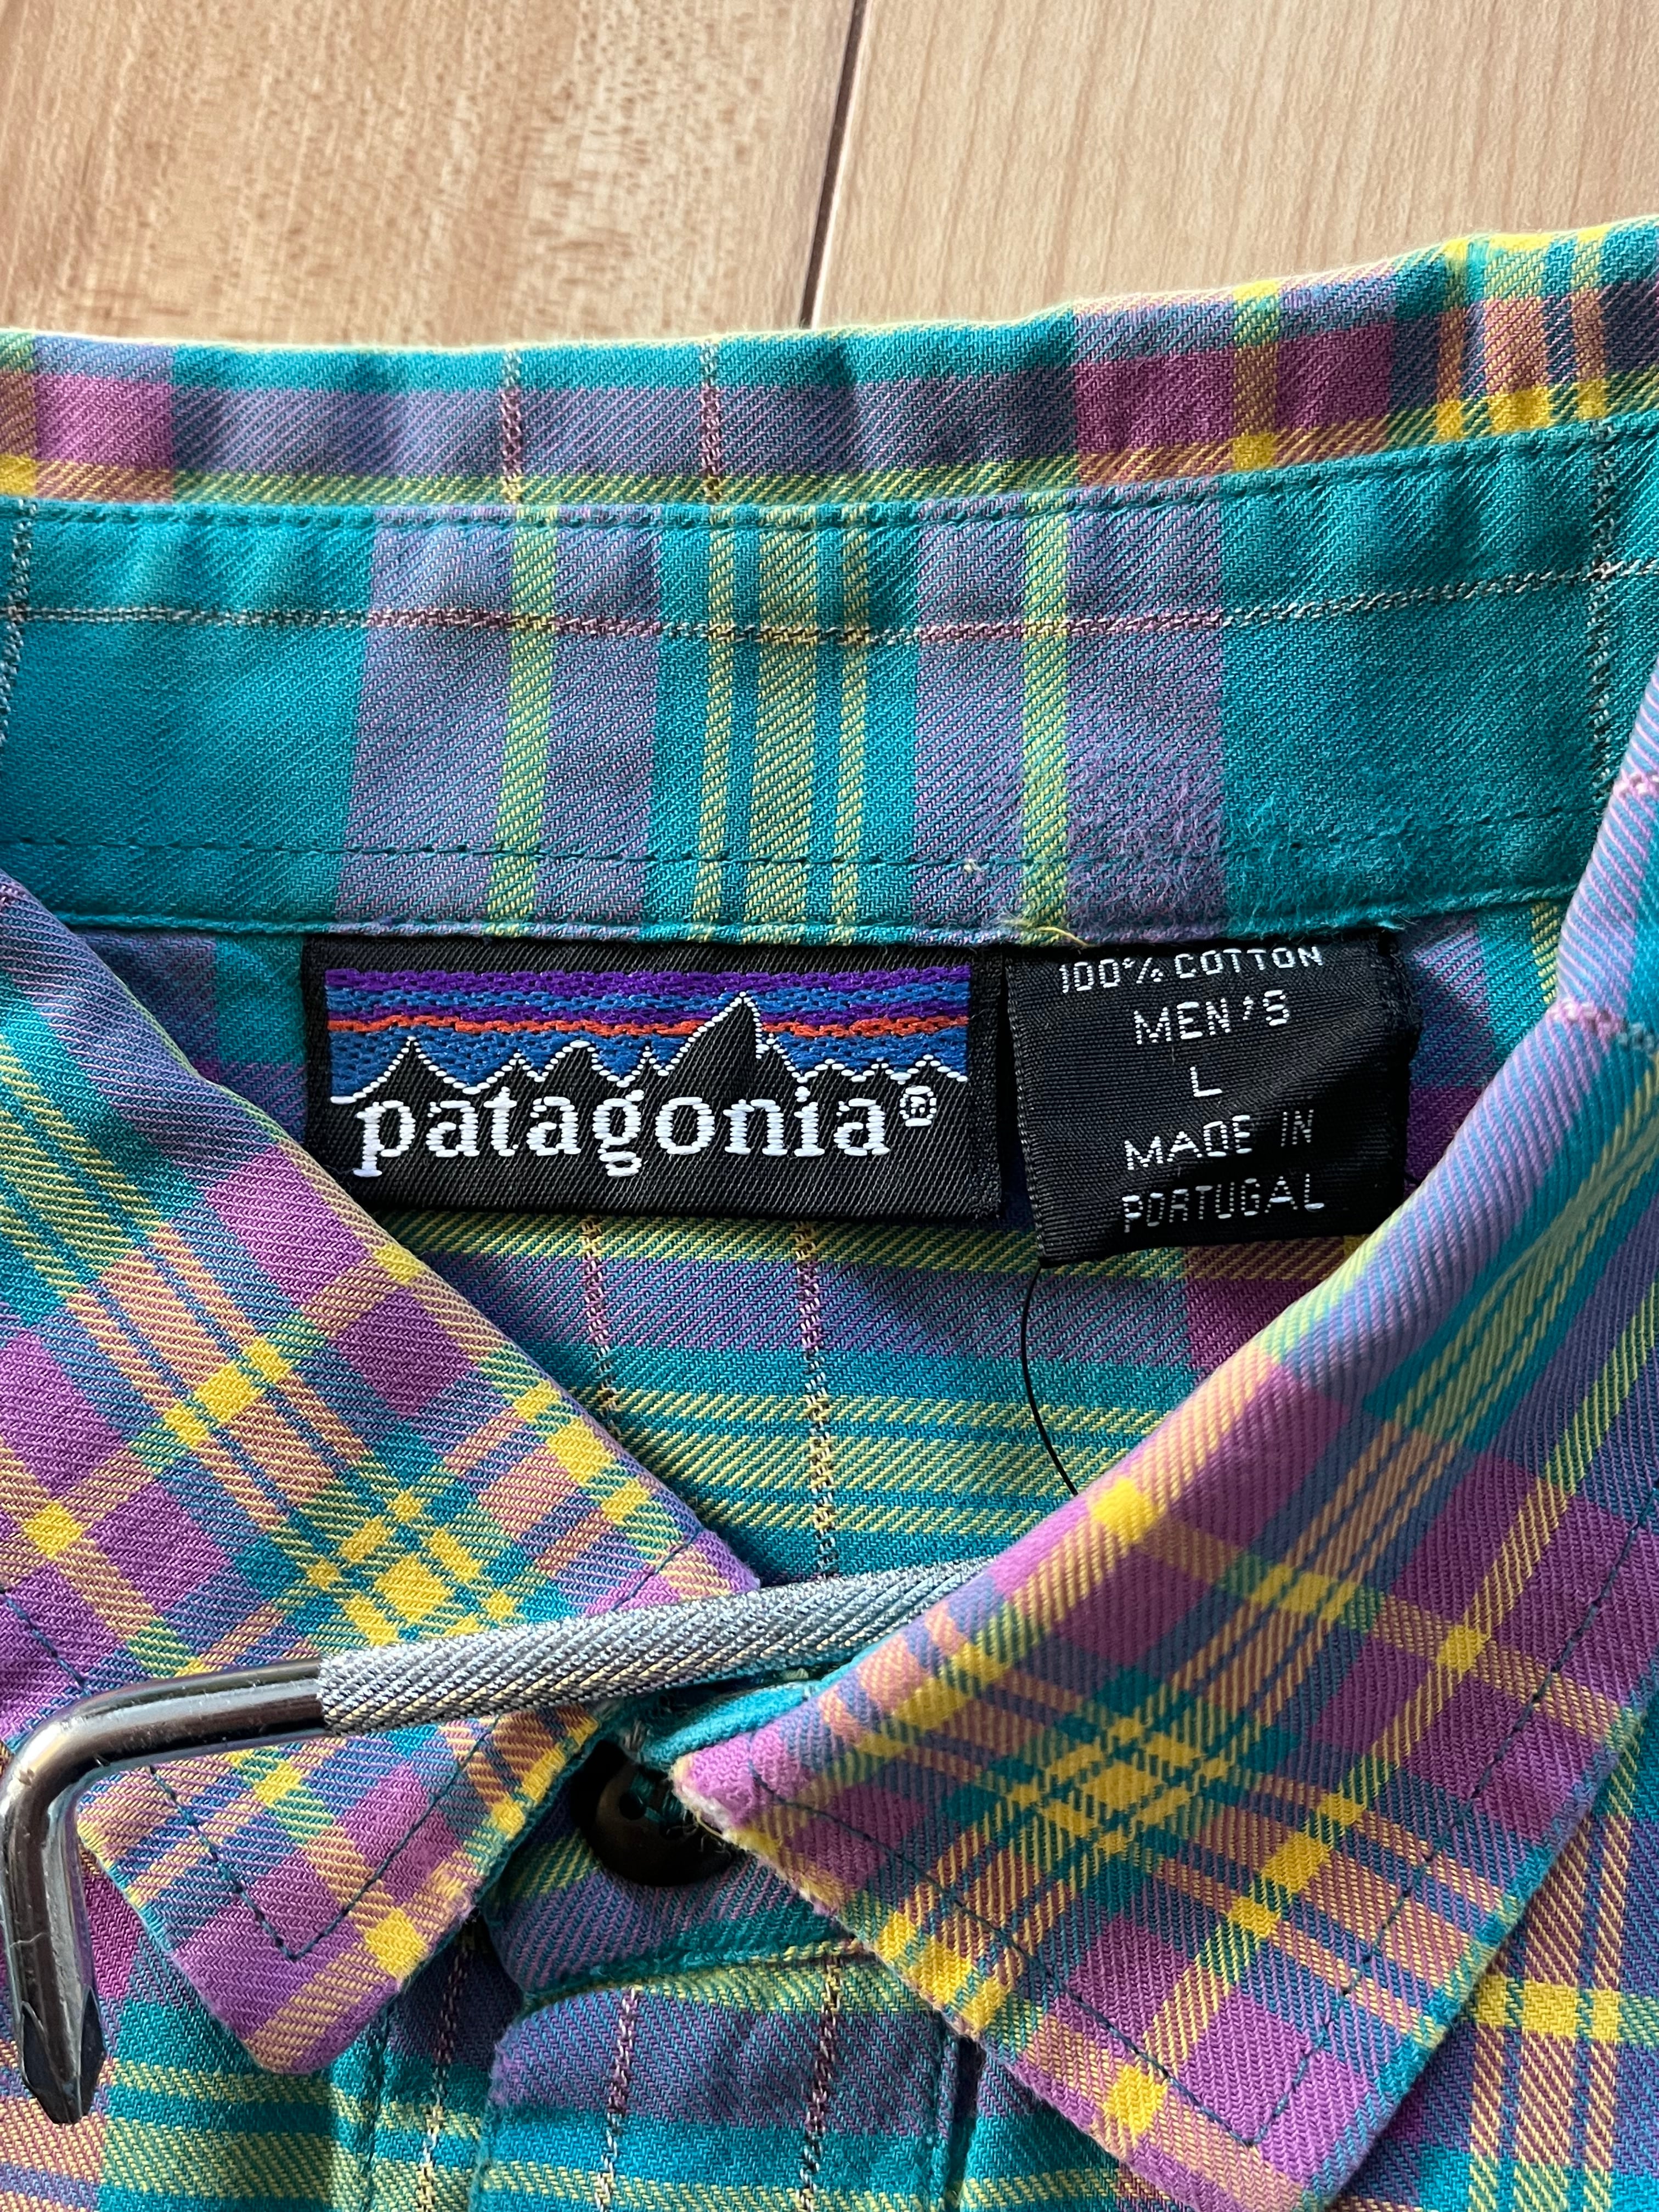 patagonia®
100% COTTON
MEN'S
L
MADE IN
PORTUGAL